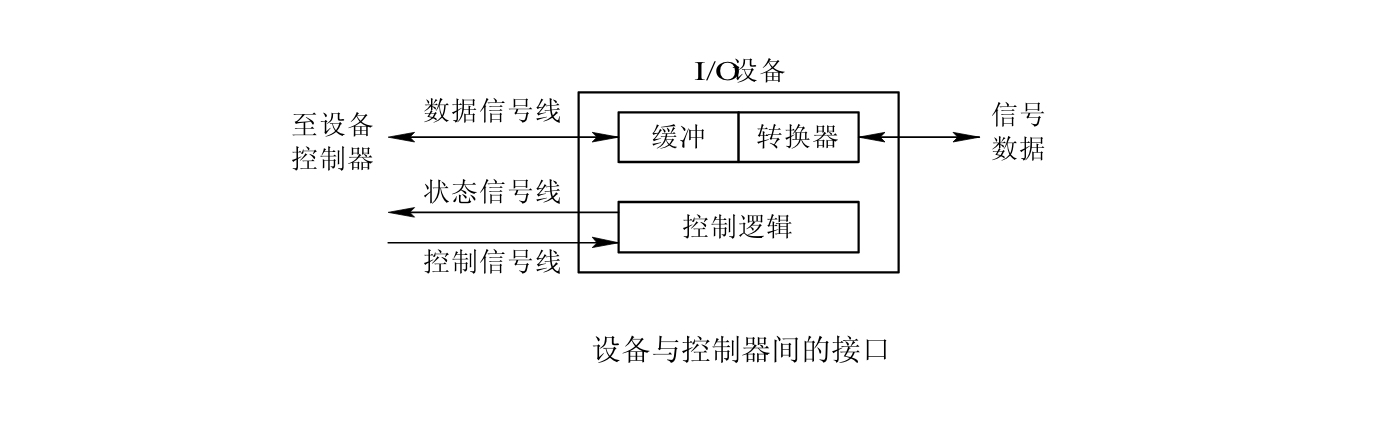 I/O设备
数据信号线
至设备
控制器
缓冲
转换器
信号
数据
状态信号线
控制逻辑
控制信号线
设备与控制器间的接口